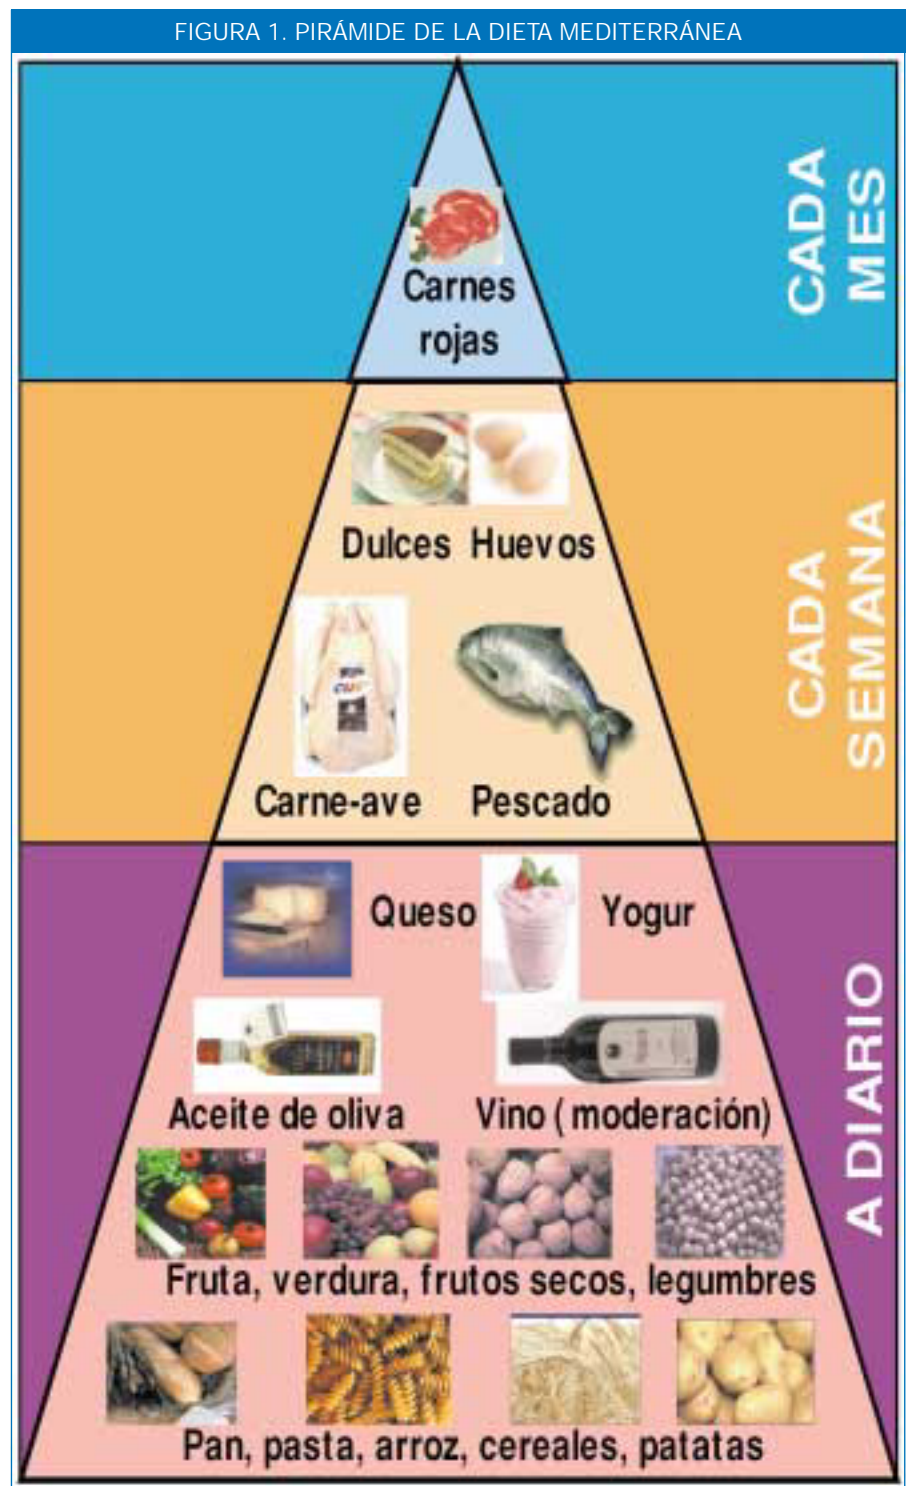 FIGURA 1. PIRÁMIDE DE LA DIETA MEDITERRÁNEA
CADA
MES
Carnes
rojas
CADA
SEMANA
Dulces Huevos
Carne-ave Pescado
A DIARIO
Queso Yogur
Aceite de oliva Vino (moderación)
Fruta, verdura, frutos secos, legumbres
Pan, pasta, arroz, cereales, patatas